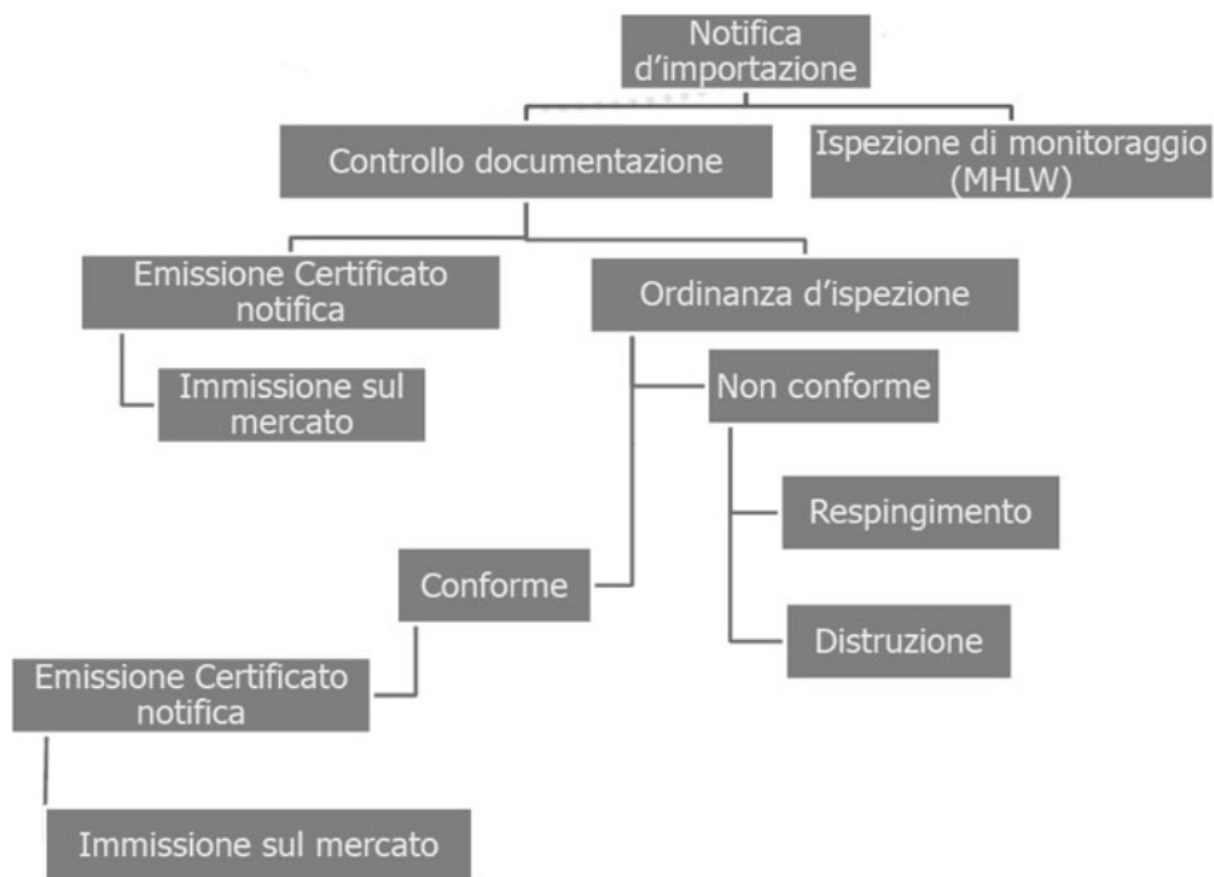 Notifica
d'importazione
Controllo documentazione
Ispezione di monitoraggio
(MHLW)
Emissione Certificato
notifica
Ordinanza d'ispezione
Immissione sul
mercato
Non conforme
Respingimento
Conforme
Distruzione
Emissione Certificato
notifica
Immissione sul mercato